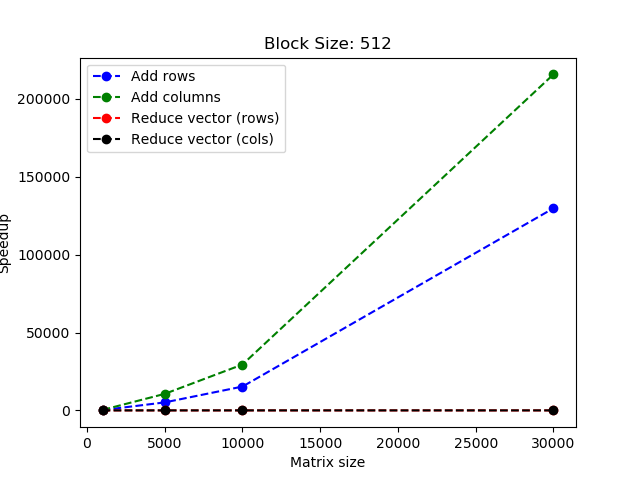 Block Size: 512
Add rows
Add columns
Reduce vector (rows)
Reduce vector (cols)
200000
150000
100000
50000
0
Speedup
0
5000
10000
15000
20000
25000
30000
Matrix size